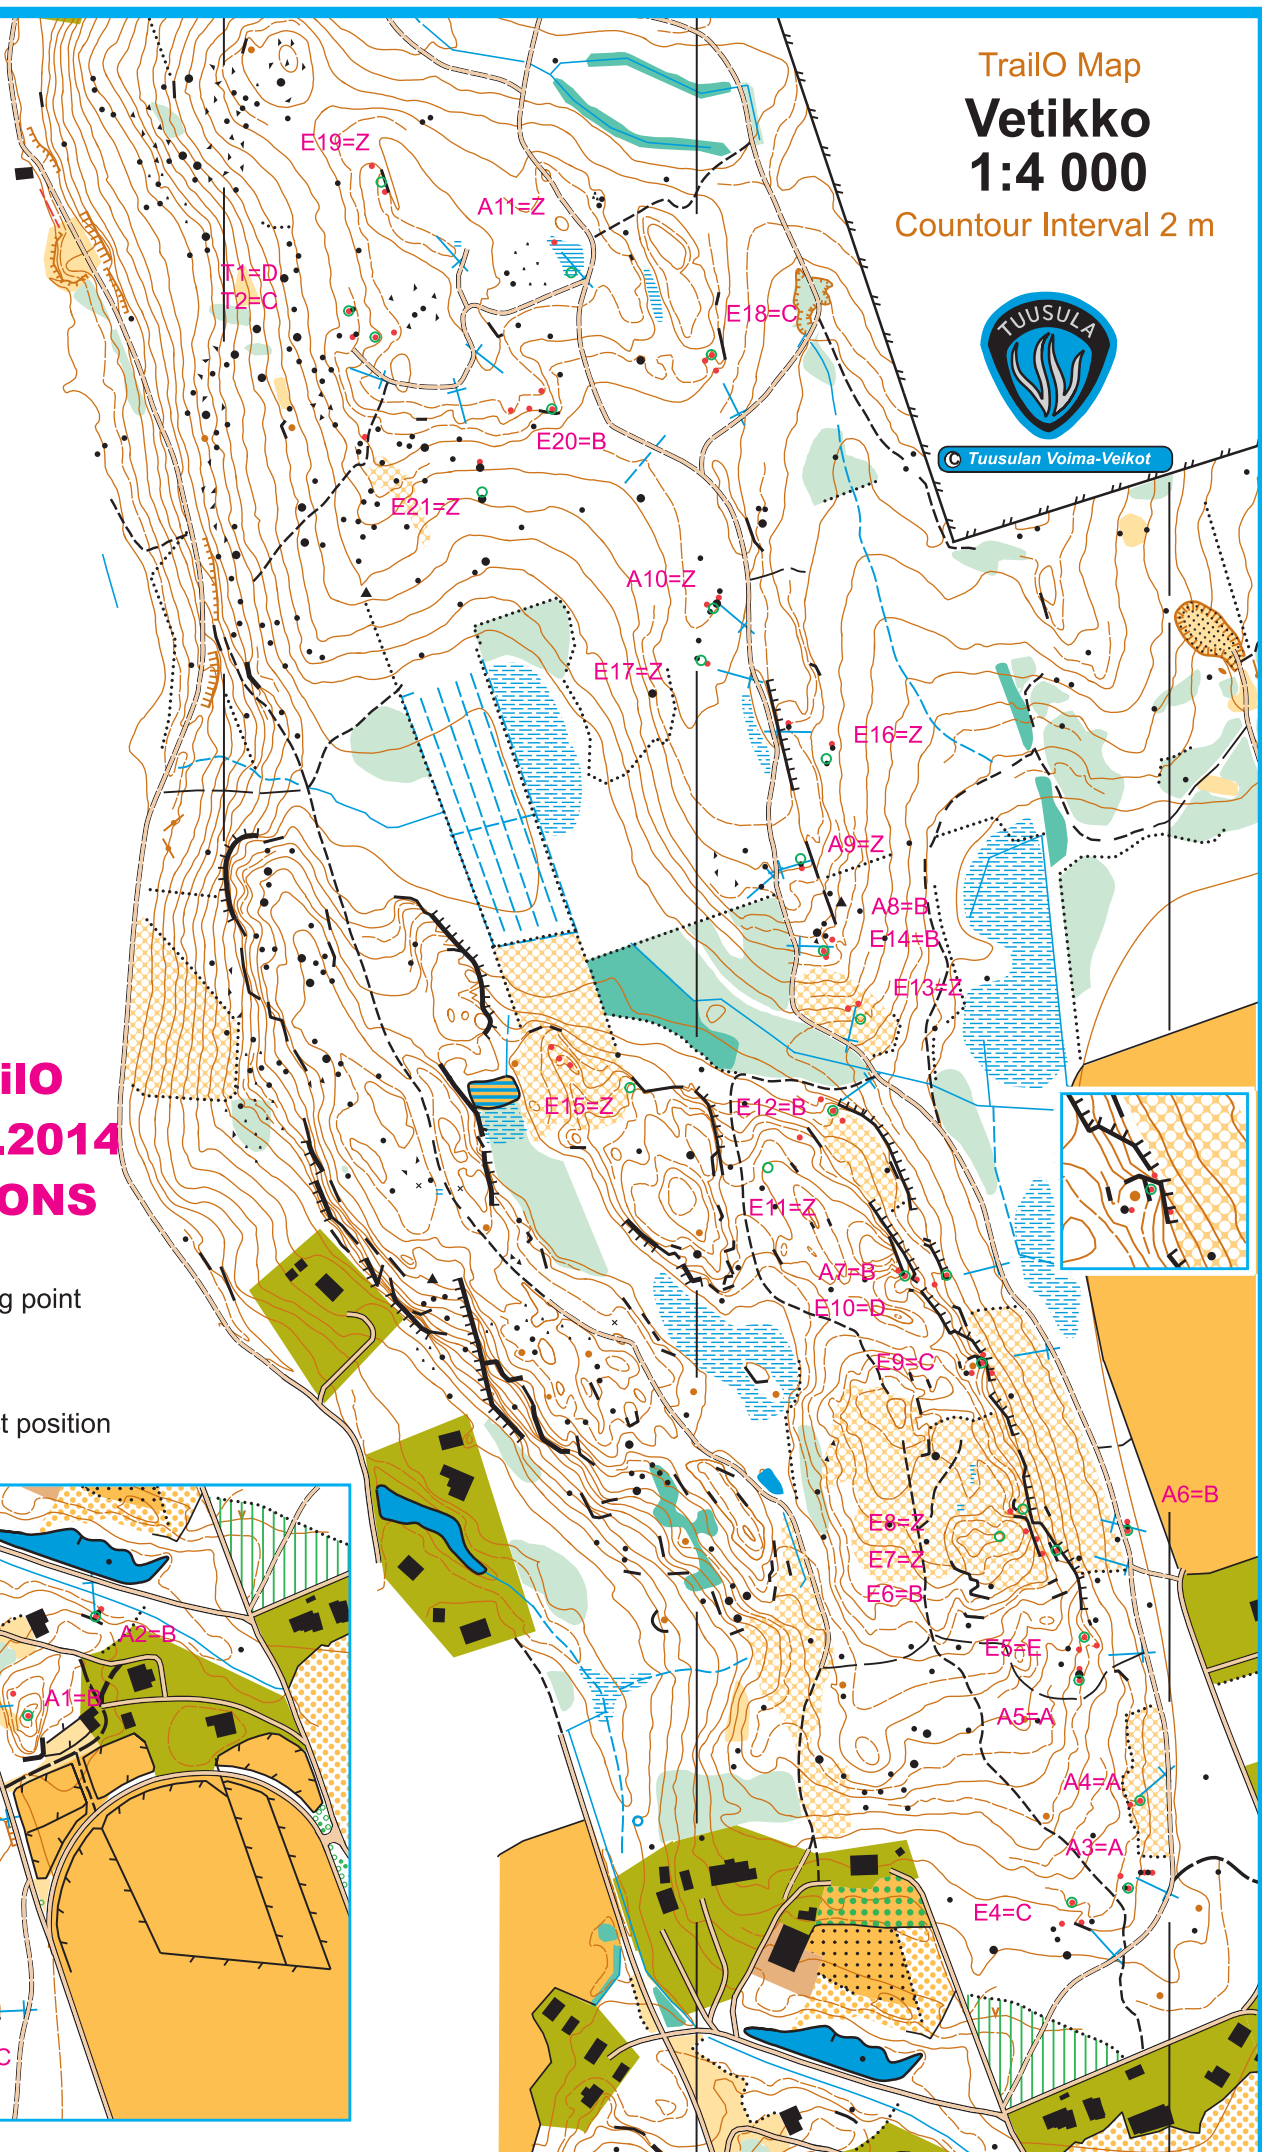 TrailO Map
Vetikko
1:4 000
Countour Interval 2 m
TUUSULA
© Tuusulan Voima-Veikot
E19=Z
A11=Z
T1=D
T2=C
E18=C
E20=B
E21=Z
A10=Z
E17=Z
E16=Z
A9=Z
A8=B
E14=B
E13=Z
E15=Z
E12=B
E11=Z
A7=B
E10=D
E9=C
A6=B
E8=Z
E7=Z
E6=B
E5=E
A5=A
A4=A
A3=A
E4=C
ilO
.2014
ONS
g point
t position
A2=B
A1=B
C